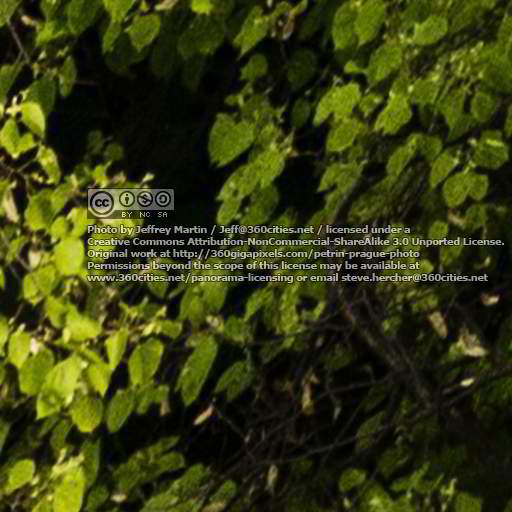 cc BY NC SA
Photo by Jeffrey Martin / Jeff@360cities.net / licensed under a
Creative Commons Attribution-NonCommercial-ShareAlike 3.0 Unported License.
Original work at http://360gigapixels.com/petrin-prague-photo
Permissions beyond the scope of this license may be available at
www.360cities.net/panorama-licensing or email steve.hercher@360cities.net